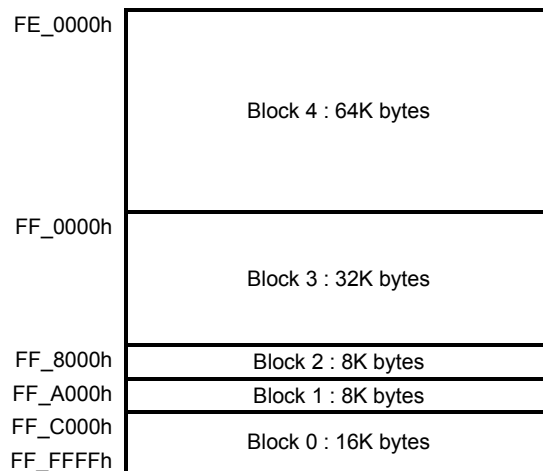 FE_0000h
Block 4 : 64K bytes
FF_0000h
Block 3 : 32K bytes
FF_8000h
Block 2 : 8K bytes
FF_A000h
Block 1 : 8K bytes
FF_C000h
Block 0 : 16K bytes
FF_FFFFh